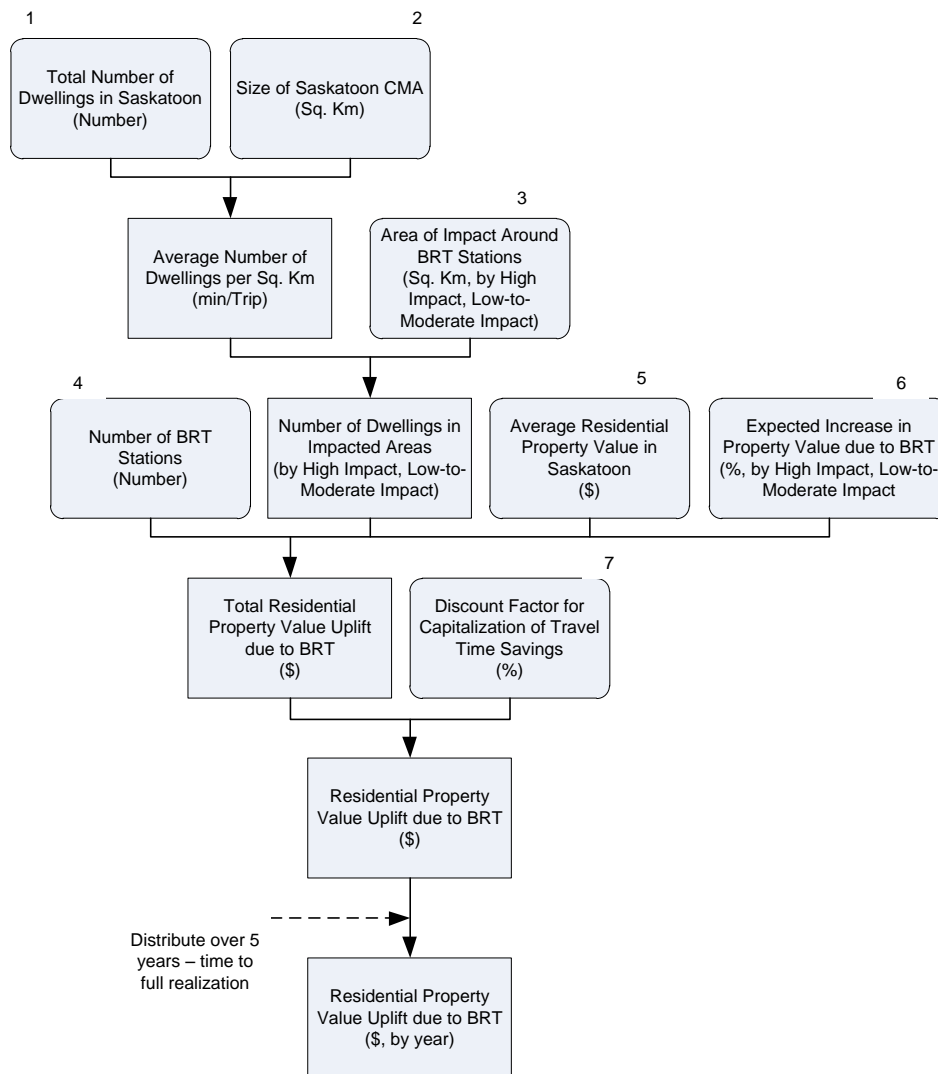 1
2
Total Number of
Dwellings in Saskatoon
(Number)
Size of Saskatoon CMA
(Sq. Km)
3
Average Number of
Dwellings per Sq. Km
(min/Trip)
Area of Impact Around
BRT Stations
(Sq. Km, by High
Impact, Low-to-
Moderate Impact)
4
5
6
Number of BRT
Stations
(Number)
Number of Dwellings in
Impacted Areas
(by High Impact, Low-to-
Moderate Impact)
Average Residential
Property Value in
Saskatoon
($)
Expected Increase in
Property Value due to BRT
(%, by High Impact, Low-to-
Moderate Impact
7
Total Residential
Property Value Uplift
due to BRT
($)
Discount Factor for
Capitalization of Travel
Time Savings
(%)
Residential Property
Value Uplift due to BRT
($)
Distribute over 5
years – time to
full realization
Residential Property
Value Uplift due to BRT
($, by year)